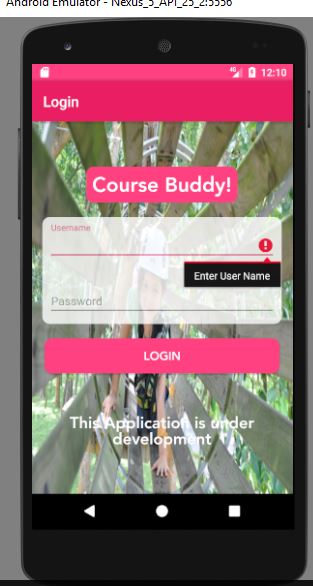 Android Emulator - Nexus_5_API_25_2:5556
4G 12:10
Login
Course Buddy!
Username
Enter User Name
Password
LOGIN
This Application is under
development